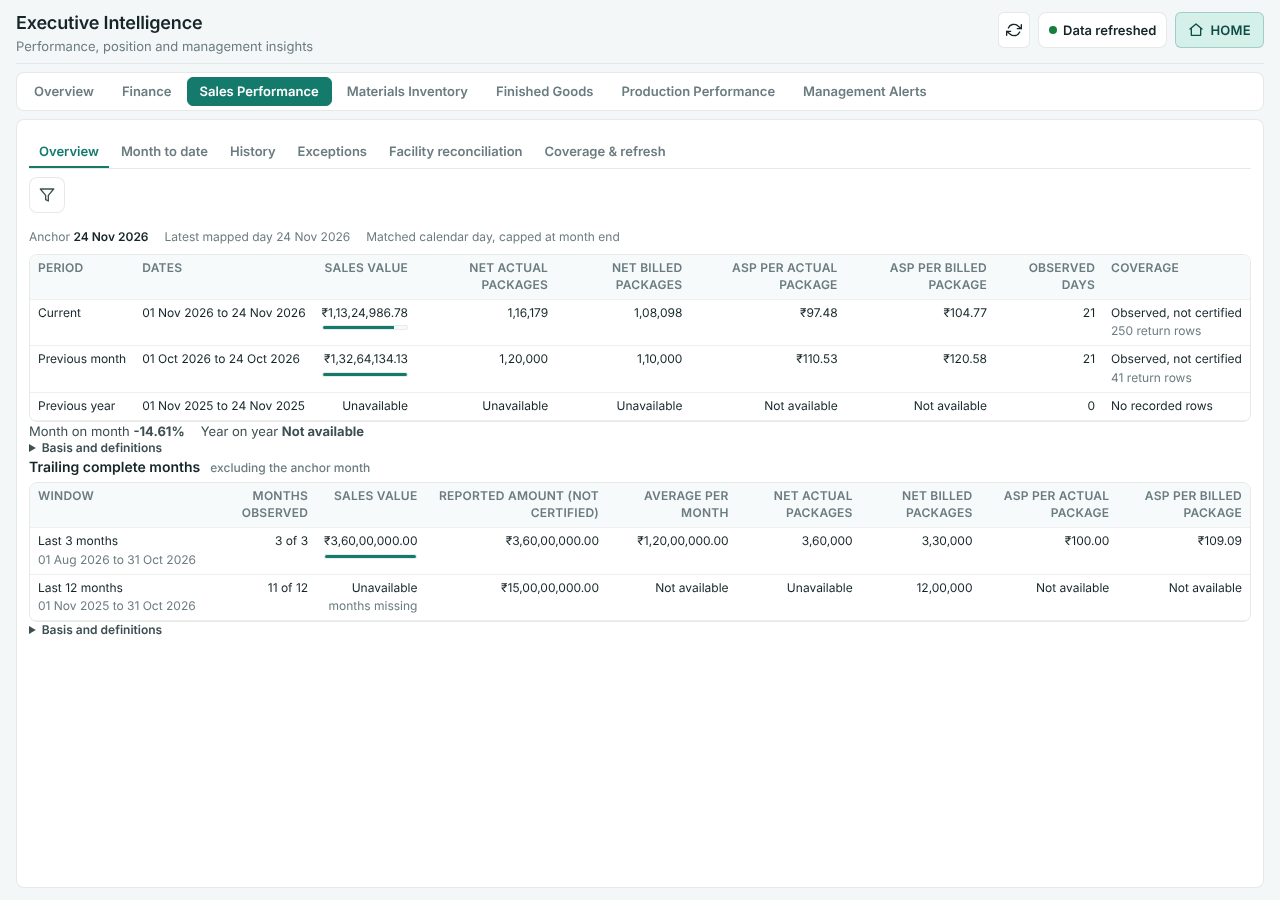 Executive Intelligence
Performance, position and management insights
Data refreshed
HOME
Overview Finance Sales Performance Materials Inventory Finished Goods Production Performance Management Alerts
Overview Month to date History Exceptions Facility reconciliation Coverage & refresh
Anchor 24 Nov 2026 Latest mapped day 24 Nov 2026 Matched calendar day, capped at month end
PERIOD DATES SALES VALUE NET ACTUAL PACKAGES NET BILLED PACKAGES ASP PER ACTUAL PACKAGE ASP PER BILLED PACKAGE OBSERVED DAYS COVERAGE
Current 01 Nov 2026 to 24 Nov 2026 ₹1,13,24,986.78 1,16,179 1,08,098 ₹97.48 ₹104.77 21 Observed, not certified
250 return rows
Previous month 01 Oct 2026 to 24 Oct 2026 ₹1,32,64,134.13 1,20,000 1,10,000 ₹110.53 ₹120.58 21 Observed, not certified
41 return rows
Previous year 01 Nov 2025 to 24 Nov 2025 Unavailable Unavailable Unavailable Not available Not available 0 No recorded rows
Month on month -14.61% Year on year Not available
Basis and definitions
Trailing complete months excluding the anchor month
WINDOW MONTHS OBSERVED SALES VALUE REPORTED AMOUNT (NOT CERTIFIED) AVERAGE PER MONTH NET ACTUAL PACKAGES NET BILLED PACKAGES ASP PER ACTUAL PACKAGE ASP PER BILLED PACKAGE
Last 3 months 3 of 3 ₹3,60,00,000.00 ₹3,60,00,000.00 ₹1,20,00,000.00 3,60,000 3,30,000 ₹100.00 ₹109.09
01 Aug 2026 to 31 Oct 2026
Last 12 months 11 of 12 Unavailable ₹15,00,00,000.00 Not available Unavailable 12,00,000 Not available Not available
01 Nov 2025 to 31 Oct 2026 months missing
Basis and definitions